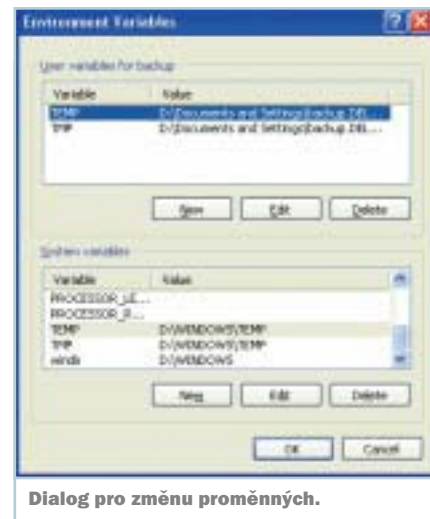 Environment Variables
User variables for backup
Variable Value
TEMP D:\Documents and Settings\backup.DEL...
TMP D:\Documents and Settings\backup.DEL...
New Edit Delete
System variables
Variable Value
PROCESSOR_LE...
PROCESSOR_R...
TEMP D:\WINDOWS\TEMP
TMP D:\WINDOWS\TEMP
windir D:\WINDOWS
New Edit Delete
OK Cancel
Dialog pro změnu proměnných.